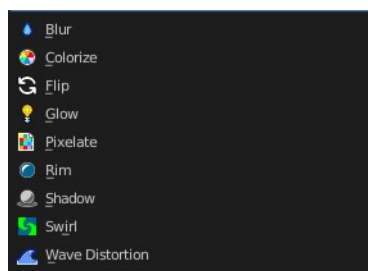 Blur
Colorize
Flip
Glow
Pixelate
Rim
Shadow
Swirl
Wave Distortion